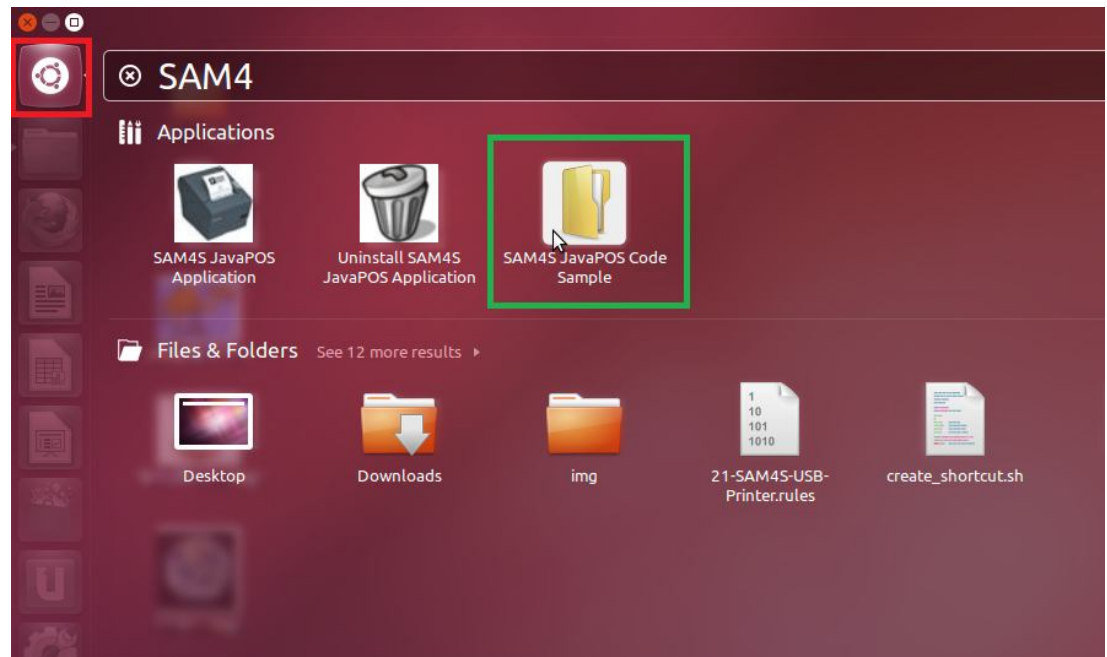 SAM4
Applications
SAM4S JavaPOS
Application
Uninstall SAM4S
JavaPOS Application
SAM4S JavaPOS Code
Sample
Files & Folders See 12 more results
Desktop
Downloads
img
1
10
101
1010
21-SAM4S-USB-
Printer.rules
create_shortcut.sh